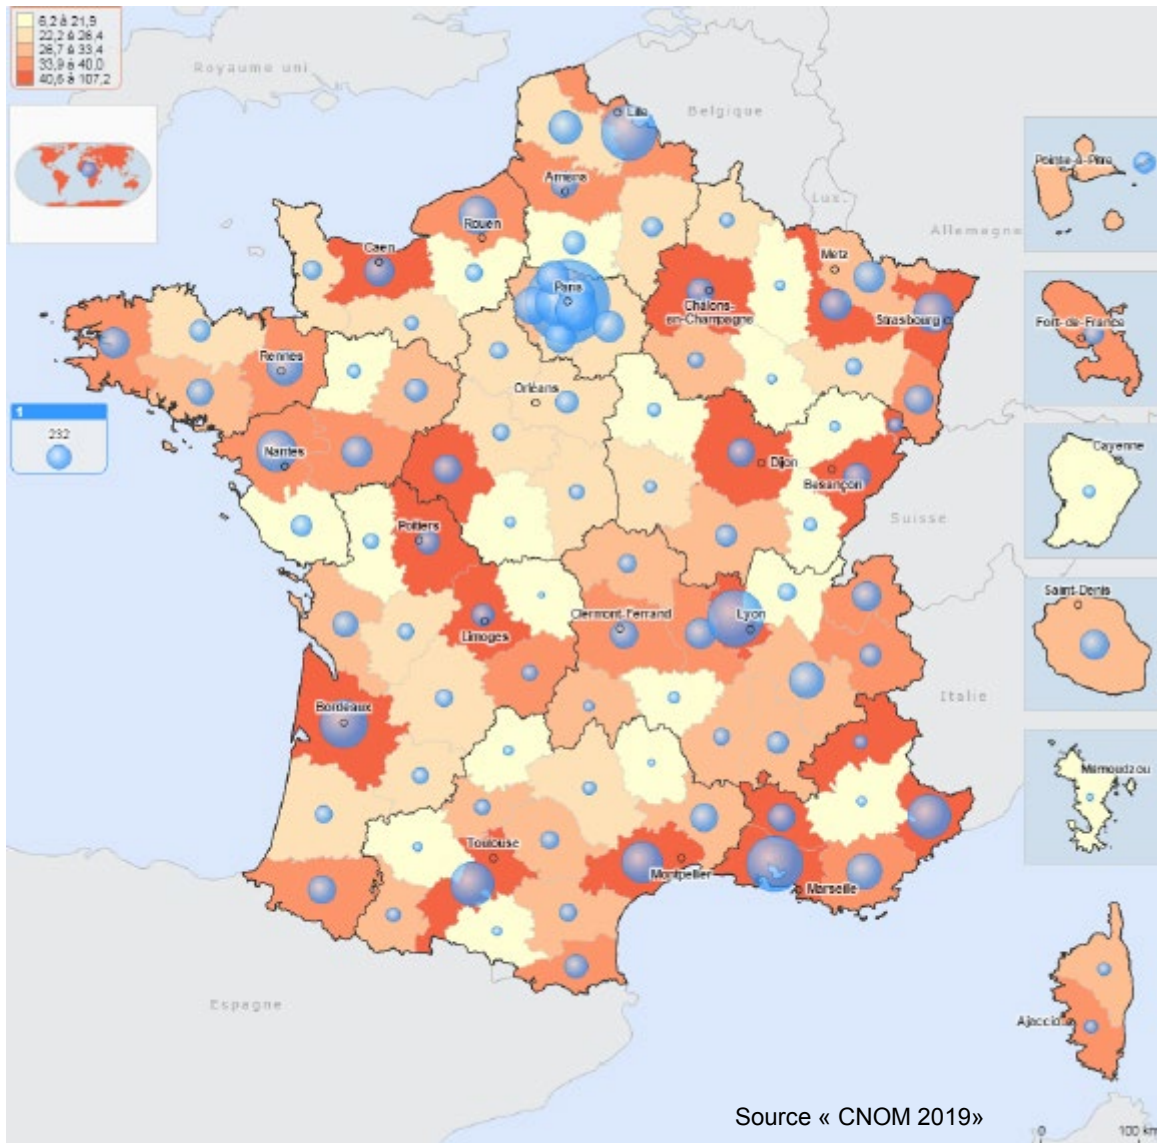 6,2 à 21,9
22,2 à 26,4
26,7 à 33,4
33,9 à 40,0
40,6 à 107,2
Royaume uni
Belgique
Lille
Lux.
Allemagne
Amiens
Rouen
Caen
Metz
Paris
Châlons-
en-Champagne
Strasbourg
Rennes
Orléans
1
232
Nantes
Dijon
Besançon
Suisse
Poitiers
Limoges
Clermont-Ferrand
Lyon
Italie
Bordeaux
Toulouse
Montpellier
Marseille
Espagne
Ajaccio
Pointe-à-Pitre
Fort-de-France
Cayenne
Saint-Denis
Mamoudzou
Source « CNOM 2019»
0 100 km